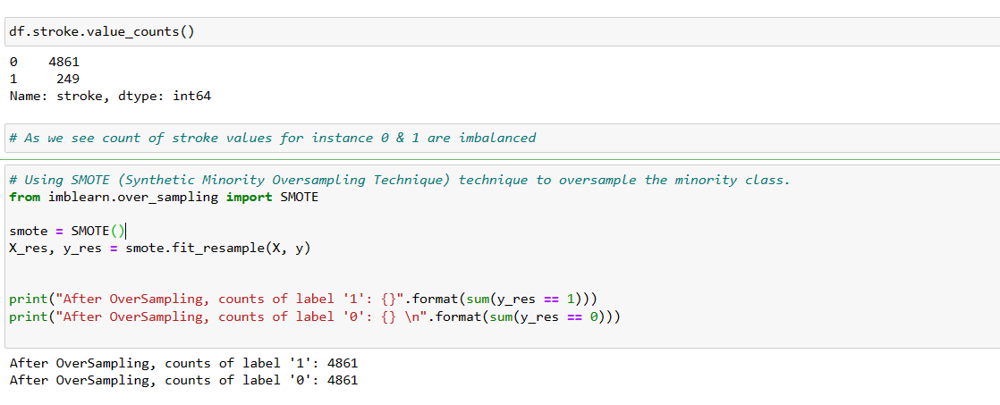 df.stroke.value_counts()
0    4861
1     249
Name: stroke, dtype: int64
# As we see count of stroke values for instance 0 & 1 are imbalanced
# Using SMOTE (Synthetic Minority Oversampling Technique) technique to oversample the minority class.
from imblearn.over_sampling import SMOTE
smote = SMOTE()
X_res, y_res = smote.fit_resample(X, y)
print("After OverSampling, counts of label '1': {}".format(sum(y_res == 1)))
print("After OverSampling, counts of label '0': {} \n".format(sum(y_res == 0)))
After OverSampling, counts of label '1': 4861
After OverSampling, counts of label '0': 4861